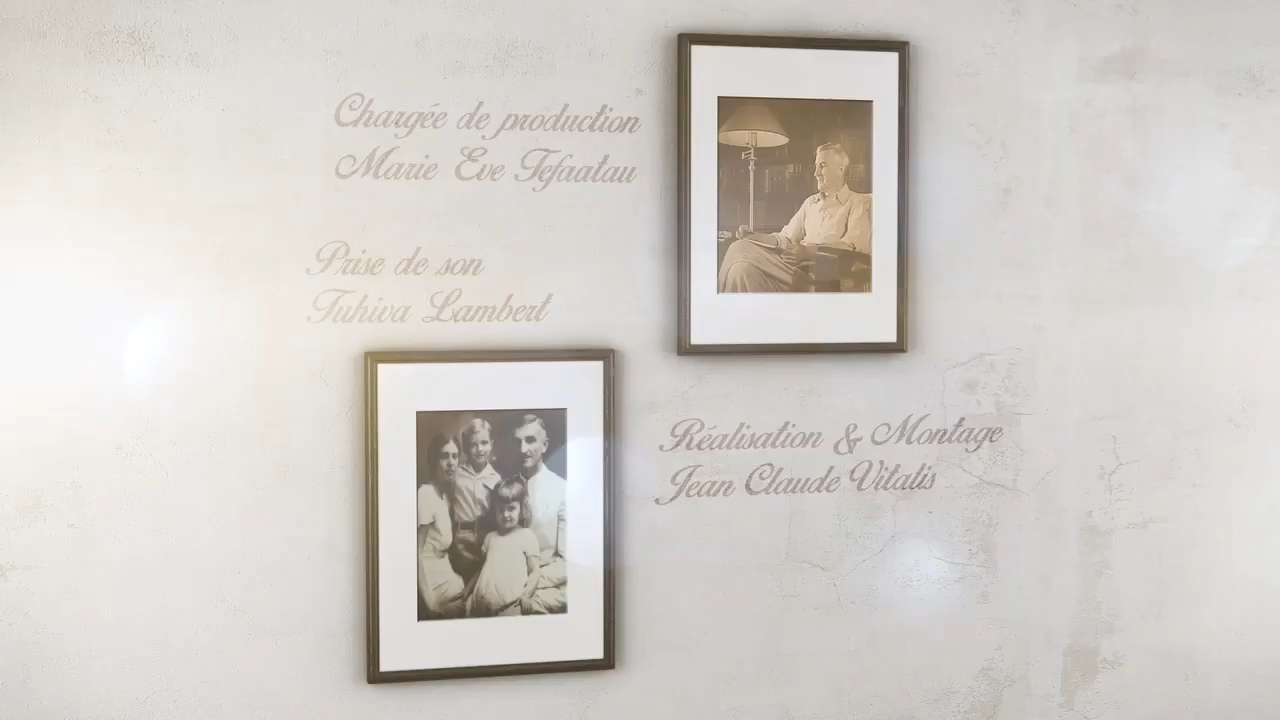 Chargée de production
Marie Eve Tefaatau
Prise de son
Tuhiva Lambert
Réalisation & Montage
Jean Claude Vitalis